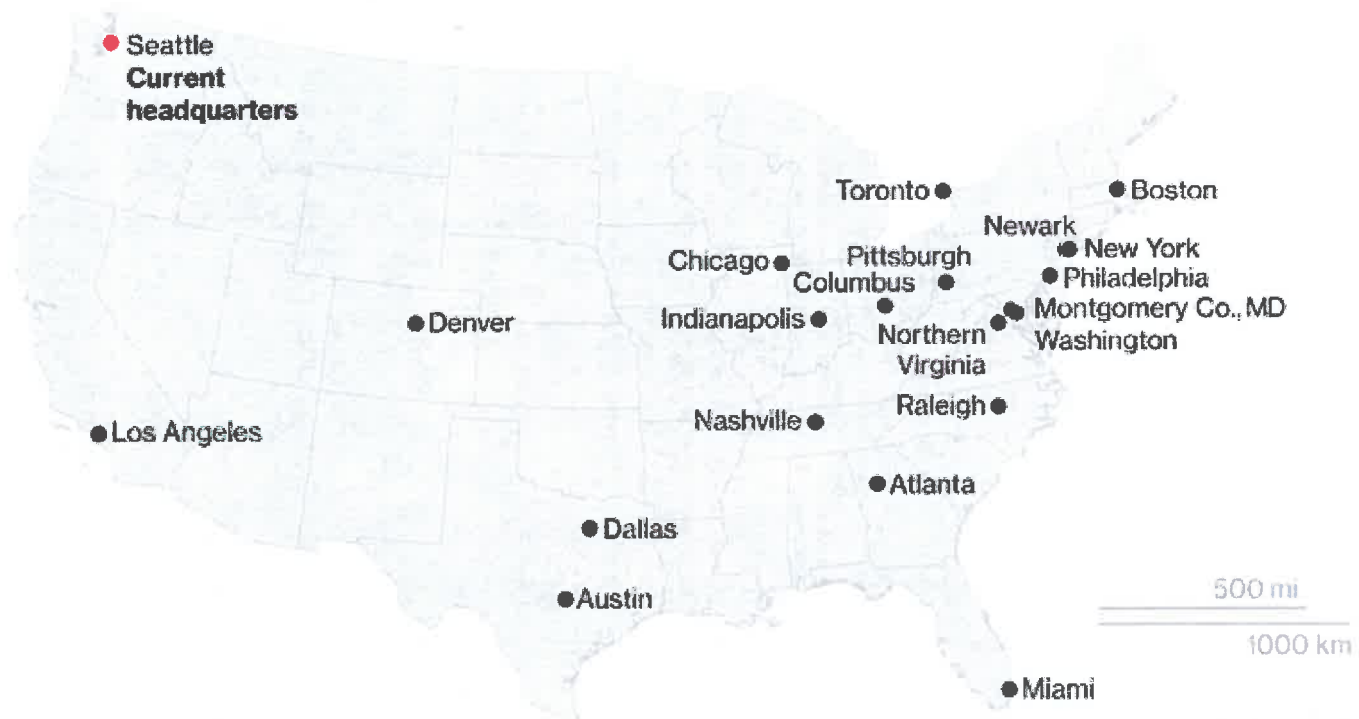 Seattle
Current
headquarters
Toronto
Boston
Newark
New York
Pittsburgh
Chicago
Columbus
Philadelphia
Montgomery Co., MD
Indianapolis
Denver
Northern
Virginia
Washington
Raleigh
Nashville
Los Angeles
Atlanta
Dallas
Austin
500 mi
1000 km
Miami